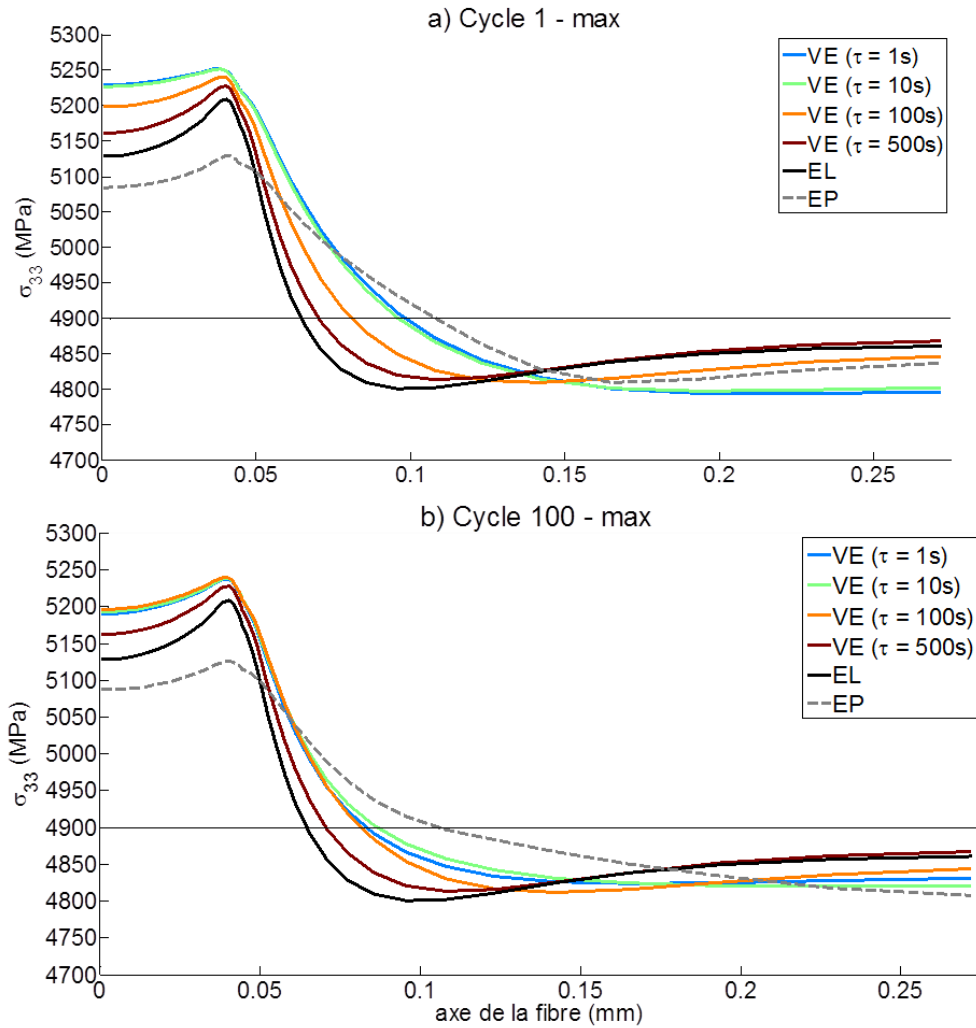 a) Cycle 1 - max
5300
5250
5200
5150
5100
5050
5000
4950
4900
4850
4800
4750
4700
σ33 (MPa)
VE (τ = 1s)
VE (τ = 10s)
VE (τ = 100s)
VE (τ = 500s)
EL
EP
0 0.05 0.1 0.15 0.2 0.25
b) Cycle 100 - max
5300
5250
5200
5150
5100
5050
5000
4950
4900
4850
4800
4750
4700
σ33 (MPa)
VE (τ = 1s)
VE (τ = 10s)
VE (τ = 100s)
VE (τ = 500s)
EL
EP
0 0.05 0.1 0.15 0.2 0.25
axe de la fibre (mm)